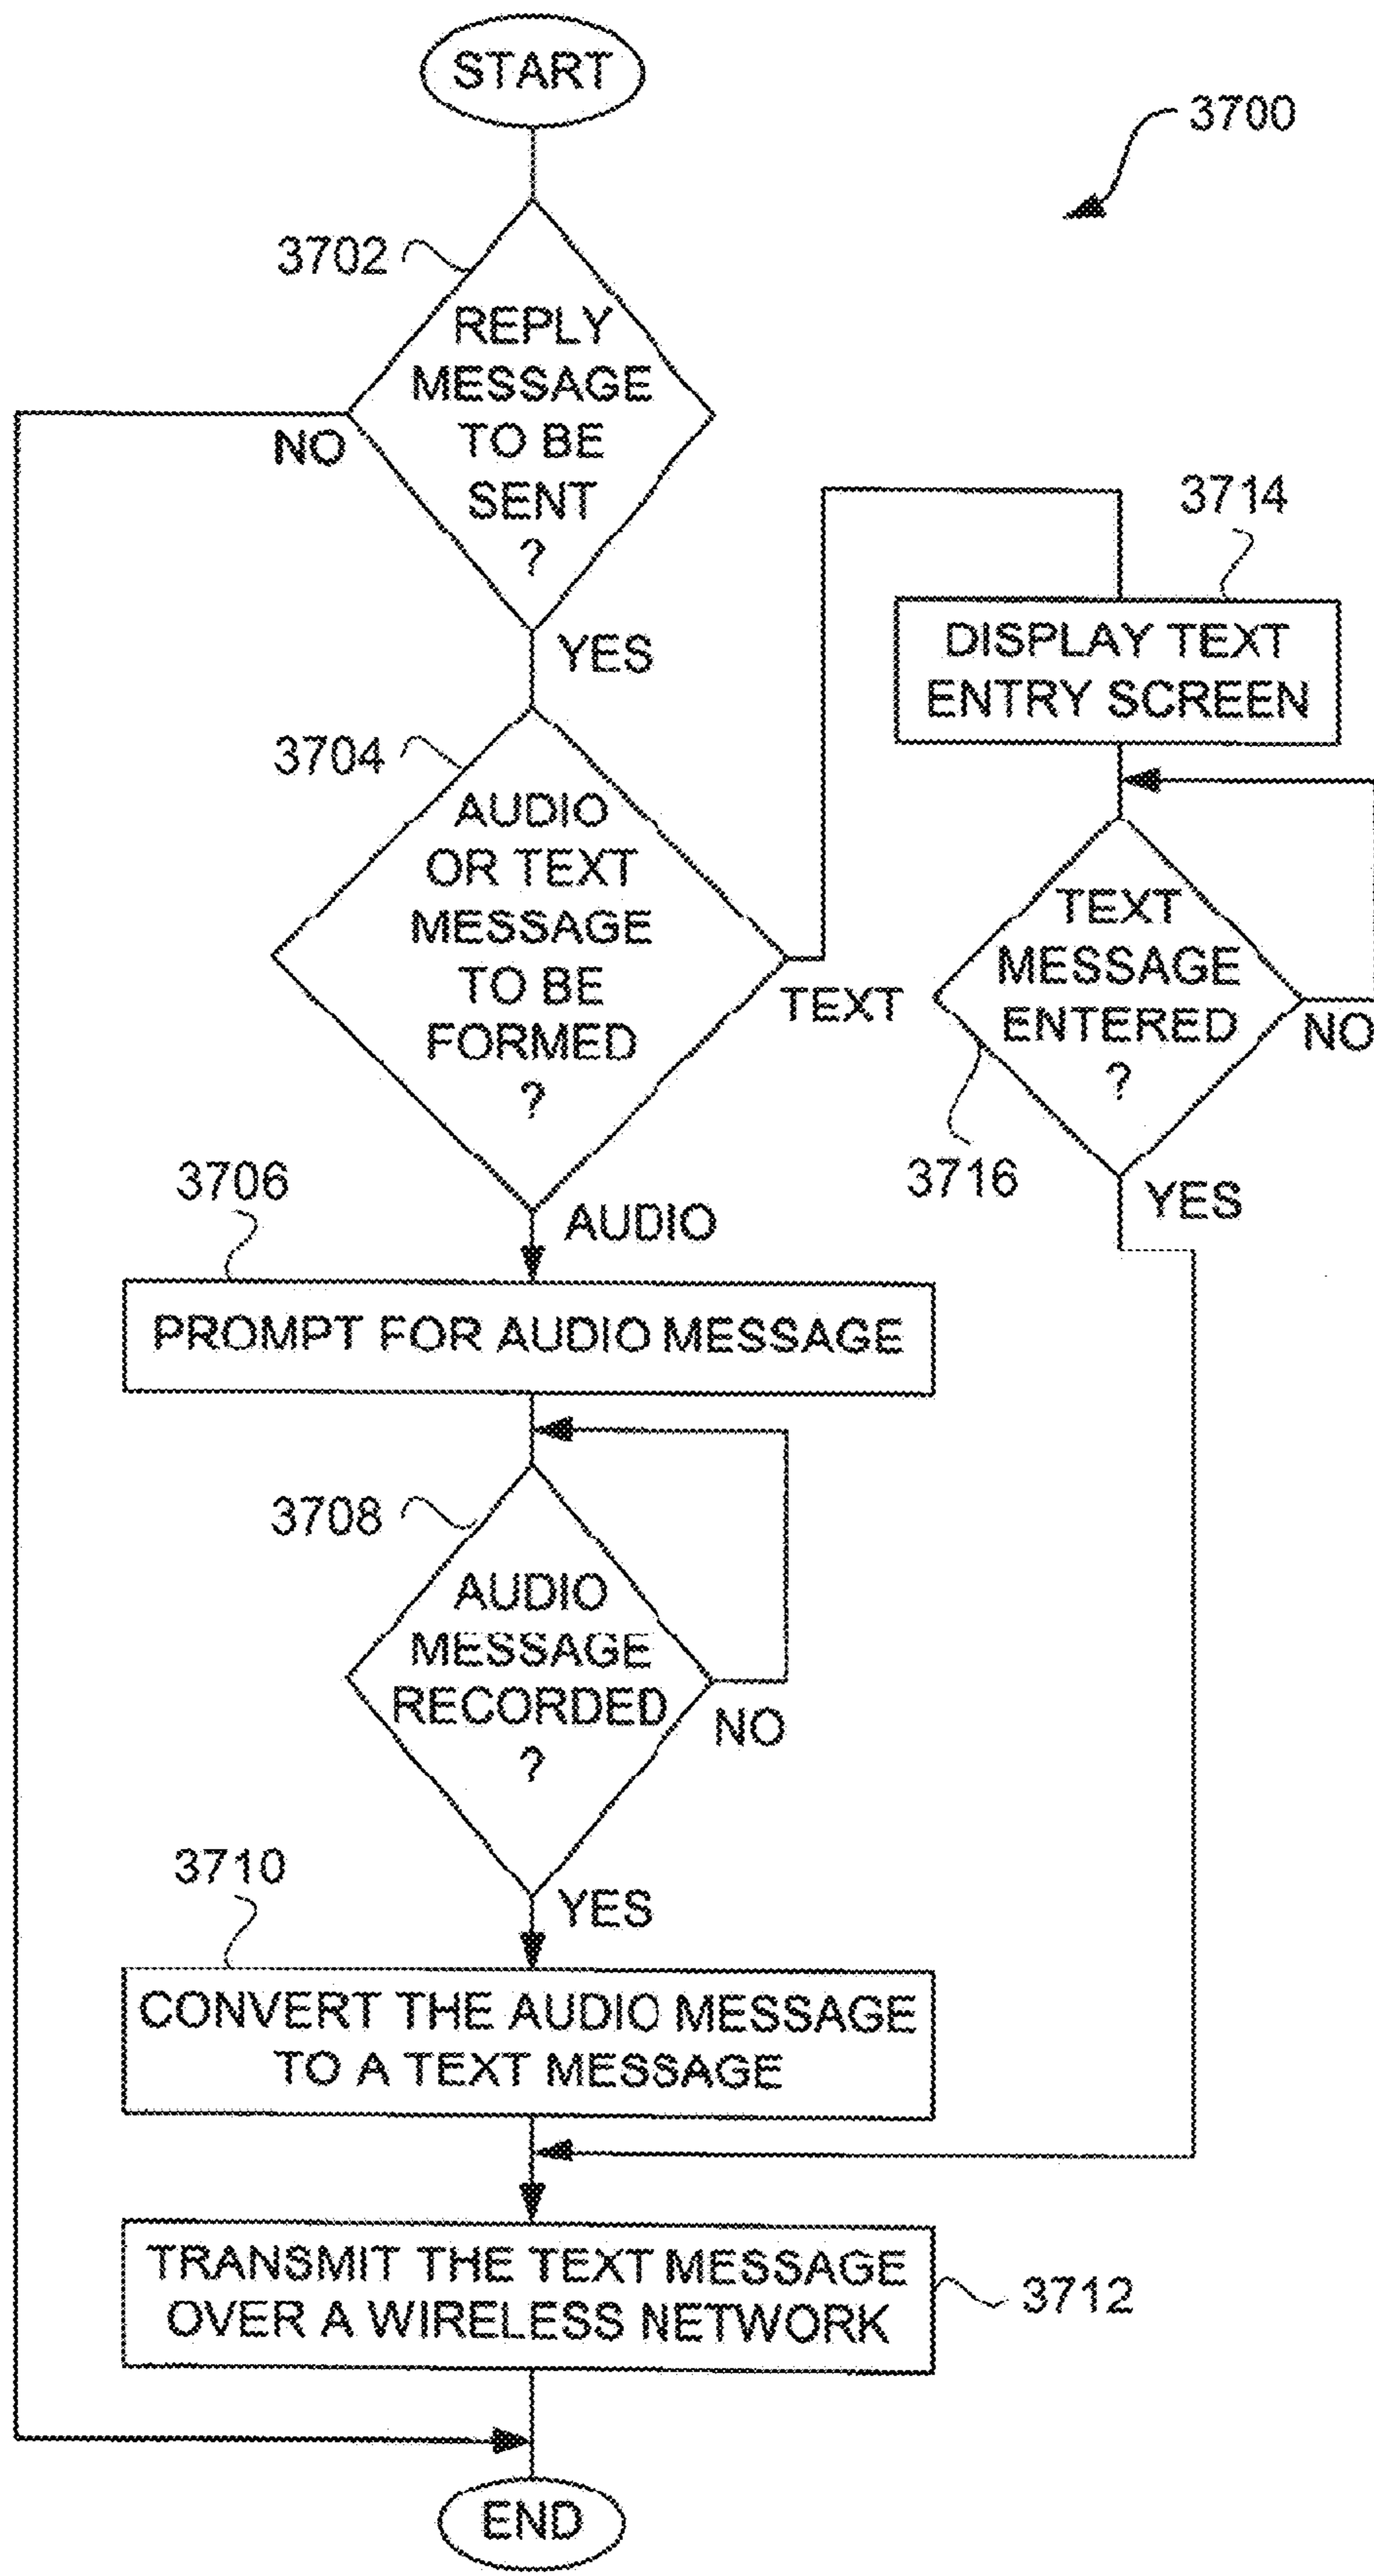 START
3700
3702
REPLY
MESSAGE
TO BE
SENT
?
NO
YES
3704
AUDIO
OR TEXT
MESSAGE
TO BE
FORMED
?
TEXT
AUDIO
3714
DISPLAY TEXT
ENTRY SCREEN
TEXT
MESSAGE
ENTERED
?
NO
3716
YES
3706
PROMPT FOR AUDIO MESSAGE
3708
AUDIO
MESSAGE
RECORDED
?
NO
YES
3710
CONVERT THE AUDIO MESSAGE
TO A TEXT MESSAGE
TRANSMIT THE TEXT MESSAGE
OVER A WIRELESS NETWORK
3712
END